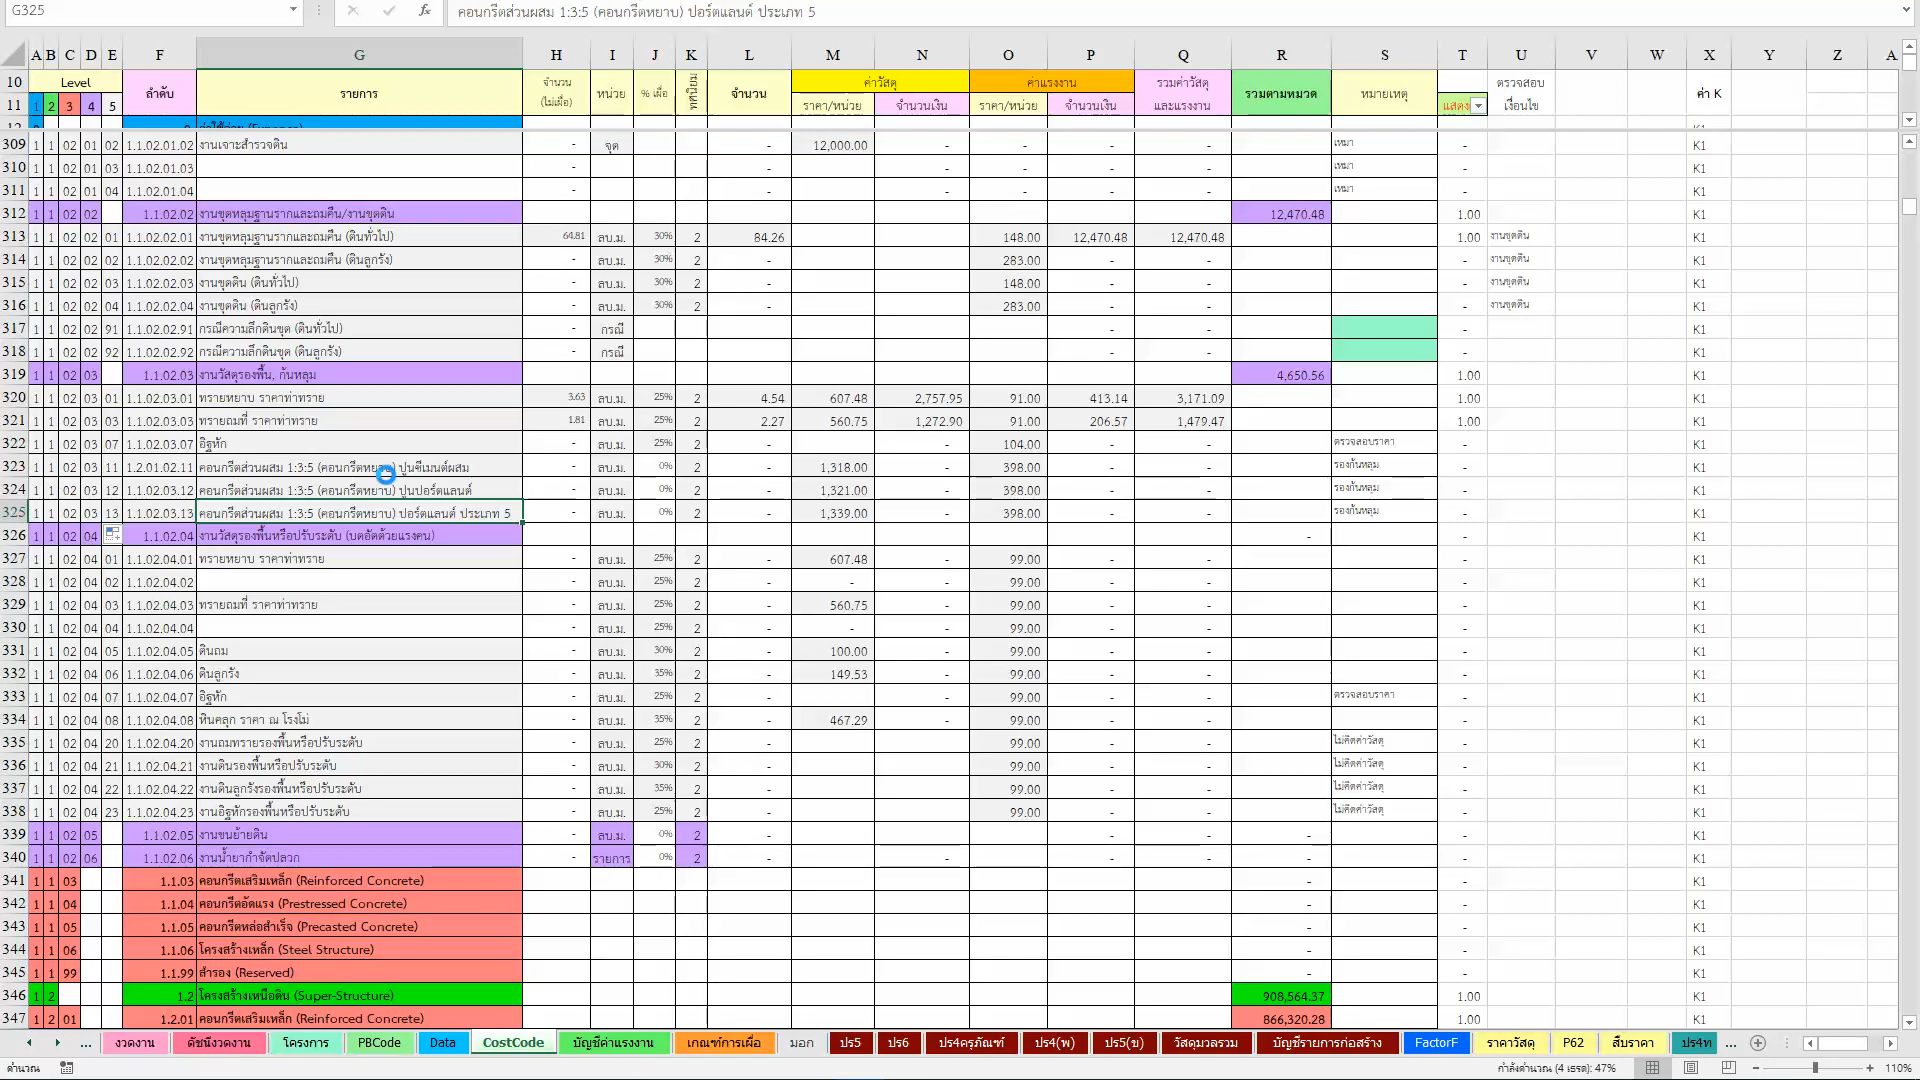 G325 คอนกรีตส่วนผสม 1:3:5 (คอนกรีตหยาบ) ปอร์ตแลนด์ ประเภท 5
A B C D E F G H I J K L M N O P Q R S T U V W X Y Z A
10 Level ลำดับ รายการ จำนวน (ไม่เผื่อ) หน่วย % เผื่อ ทศนิยม จำนวน ค่าวัสดุ ค่าแรงงาน รวมค่าวัสดุ และแรงงาน รวมตามหมวด หมายเหตุ ตรวจสอบ เงื่อนไข ค่า K
11 1 2 3 4 5 ราคา/หน่วย จำนวนเงิน ราคา/หน่วย จำนวนเงิน
309 1 1 02 01 02 1.1.02.01.02 งานเจาะสำรวจดิน - จุด - 12,000.00 - - - - เหมา - K1
310 1 1 02 01 03 1.1.02.01.03 - - - - - - เหมา - K1
311 1 1 02 01 04 1.1.02.01.04 - - - - - - เหมา - K1
312 1 1 02 02 1.1.02.02 งานขุดหลุมฐานรากและถมคืน/งานขุดดิน 12,470.48 1.00 K1
313 1 1 02 02 01 1.1.02.02.01 งานขุดหลุมฐานรากและถมคืน (ดินทั่วไป) 64.81 ลบ.ม. 30% 2 84.26 148.00 12,470.48 12,470.48 1.00 งานขุดดิน K1
314 1 1 02 02 02 1.1.02.02.02 งานขุดหลุมฐานรากและถมคืน (ดินลูกรัง) - ลบ.ม. 30% 2 - 283.00 - - - งานขุดดิน K1
315 1 1 02 02 03 1.1.02.02.03 งานขุดดิน (ดินทั่วไป) - ลบ.ม. 30% 2 - 148.00 - - - งานขุดดิน K1
316 1 1 02 02 04 1.1.02.02.04 งานขุดดิน (ดินลูกรัง) - ลบ.ม. 30% 2 - 283.00 - - - งานขุดดิน K1
317 1 1 02 02 91 1.1.02.02.91 กรณีความลึกดินขุด (ดินทั่วไป) - กรณี - - - K1
318 1 1 02 02 92 1.1.02.02.92 กรณีความลึกดินขุด (ดินลูกรัง) - กรณี - - - K1
319 1 1 02 03 1.1.02.03 งานวัสดุรองพื้น, ก้นหลุม 4,650.56 1.00 K1
320 1 1 02 03 01 1.1.02.03.01 ทรายหยาบ ราคาท่าทราย 3.63 ลบ.ม. 25% 2 4.54 607.48 2,757.95 91.00 413.14 3,171.09 1.00 K1
321 1 1 02 03 03 1.1.02.03.03 ทรายถมที่ ราคาท่าทราย 1.81 ลบ.ม. 25% 2 2.27 560.75 1,272.90 91.00 206.57 1,479.47 1.00 K1
322 1 1 02 03 07 1.1.02.03.07 อิฐหัก - ลบ.ม. 25% 2 - - 104.00 - - ตรวจสอบราคา - K1
323 1 1 02 03 11 1.2.01.02.11 คอนกรีตส่วนผสม 1:3:5 (คอนกรีตหยาบ) ปูนซีเมนต์ผสม - ลบ.ม. 0% - 1,318.00 - 398.00 - - รองก้นหลุม - K1
324 1 1 02 03 12 1.1.02.03.12 คอนกรีตส่วนผสม 1:3:5 (คอนกรีตหยาบ) ปูนปอร์ตแลนด์ - ลบ.ม. 0% - 1,321.00 - 398.00 - - รองก้นหลุม - K1
325 1 1 02 03 13 1.1.02.03.13 คอนกรีตส่วนผสม 1:3:5 (คอนกรีตหยาบ) ปอร์ตแลนด์ ประเภท 5 - ลบ.ม. 0% - 1,339.00 - 398.00 - - รองก้นหลุม - K1
326 1 1 02 04 1.1.02.04 งานวัสดุรองพื้นหรือปรับระดับ (บดอัดด้วยแรงคน) - - K1
327 1 1 02 04 01 1.1.02.04.01 ทรายหยาบ ราคาท่าทราย - ลบ.ม. 25% 2 - 607.48 - 99.00 - - - K1
328 1 1 02 04 02 1.1.02.04.02 - ลบ.ม. 25% 2 - - - 99.00 - - - K1
329 1 1 02 04 03 1.1.02.04.03 ทรายถมที่ ราคาท่าทราย - ลบ.ม. 25% 2 - 560.75 - 99.00 - - - K1
330 1 1 02 04 04 1.1.02.04.04 - ลบ.ม. 25% 2 - - - 99.00 - - - K1
331 1 1 02 04 05 1.1.02.04.05 ดินถม - ลบ.ม. 30% 2 - 100.00 - 99.00 - - - K1
332 1 1 02 04 06 1.1.02.04.06 ดินลูกรัง - ลบ.ม. 35% 2 - 149.53 - 99.00 - - - K1
333 1 1 02 04 07 1.1.02.04.07 อิฐหัก - ลบ.ม. 25% 2 - - 99.00 - - ตรวจสอบราคา - K1
334 1 1 02 04 08 1.1.02.04.08 หินคลุก ราคา ณ โรงโม่ - ลบ.ม. 35% 2 - 467.29 - 99.00 - - - K1
335 1 1 02 04 20 1.1.02.04.20 งานถมทรายรองพื้นหรือปรับระดับ - ลบ.ม. 25% 2 - - 99.00 - - ไม่คิดค่าวัสดุ - K1
336 1 1 02 04 21 1.1.02.04.21 งานดินรองพื้นหรือปรับระดับ - ลบ.ม. 30% 2 - - 99.00 - - ไม่คิดค่าวัสดุ - K1
337 1 1 02 04 22 1.1.02.04.22 งานดินลูกรังรองพื้นหรือปรับระดับ - ลบ.ม. 35% 2 - - 99.00 - - ไม่คิดค่าวัสดุ - K1
338 1 1 02 04 23 1.1.02.04.23 งานอิฐหักรองพื้นหรือปรับระดับ - ลบ.ม. 25% 2 - - 99.00 - - ไม่คิดค่าวัสดุ - K1
339 1 1 02 05 1.1.02.05 งานขนย้ายดิน - ลบ.ม. 0% 2 - - - - - - K1
340 1 1 02 06 1.1.02.06 งานน้ำยากำจัดปลวก - รายการ 0% 2 - - - - - - K1
341 1 1 03 1.1.03 คอนกรีตเสริมเหล็ก (Reinforced Concrete) - - K1
342 1 1 04 1.1.04 คอนกรีตอัดแรง (Prestressed Concrete) - - K1
343 1 1 05 1.1.05 คอนกรีตหล่อสำเร็จ (Precasted Concrete) - - K1
344 1 1 06 1.1.06 โครงสร้างเหล็ก (Steel Structure) - - K1
345 1 1 99 1.1.99 สำรอง (Reserved) - - K1
346 1 2 1.2 โครงสร้างเหนือดิน (Super-Structure) 908,564.37 1.00 K1
347 1 2 01 1.2.01 คอนกรีตเสริมเหล็ก (Reinforced Concrete) 866,320.28 1.00 K1
... งวดงาน ดัชนีงวดงาน โครงการ PBCode Data CostCode บัญชีค่าแรงงาน เกณฑ์การเผื่อ มอก ปร5 ปร6 ปร4ครุภัณฑ์ ปร4(พ) ปร5(ข) วัสดุมวลรวม บัญชีรายการก่อสร้าง FactorF ราคาวัสดุ P62 สืบราคา ปร4ท ...
คำนวณ กำลังคำนวณ (4 เธรด): 47% 110%